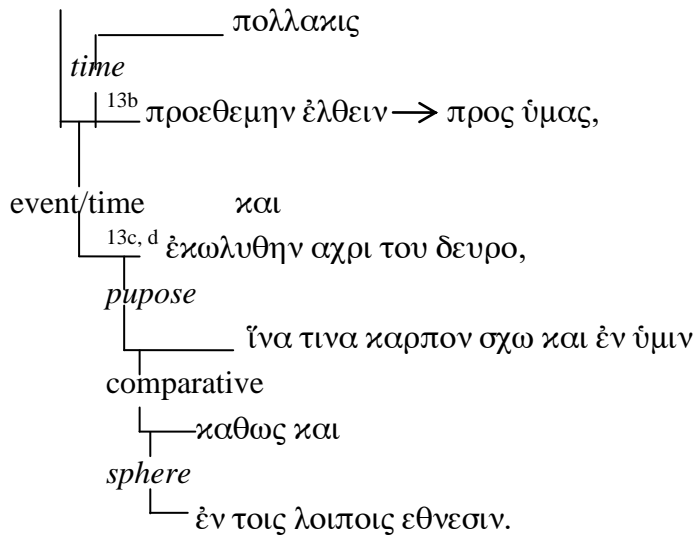 πολλακις
time
13b προεθεμην ἐλθειν → προς ὑμας,
event/time και
13c, d ἐκωλυθην αχρι του δευρο,
pupose
ἵνα τινα καρπον σχω και ἐν ὑμιν
comparative
καθως και
sphere
ἐν τοις λοιποις εθνεσιν.